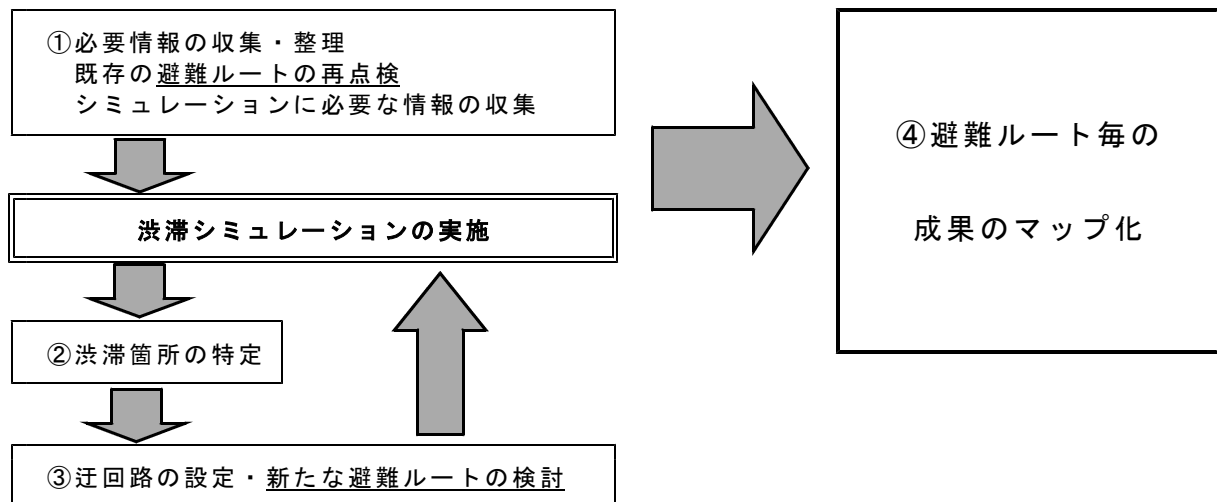 ①必要情報の収集・整理
既存の避難ルートの再点検
シミュレーションに必要な情報の収集
渋滞シミュレーションの実施
②渋滞箇所の特定
③迂回路の設定・新たな避難ルートの検討
④避難ルート毎の
成果のマップ化